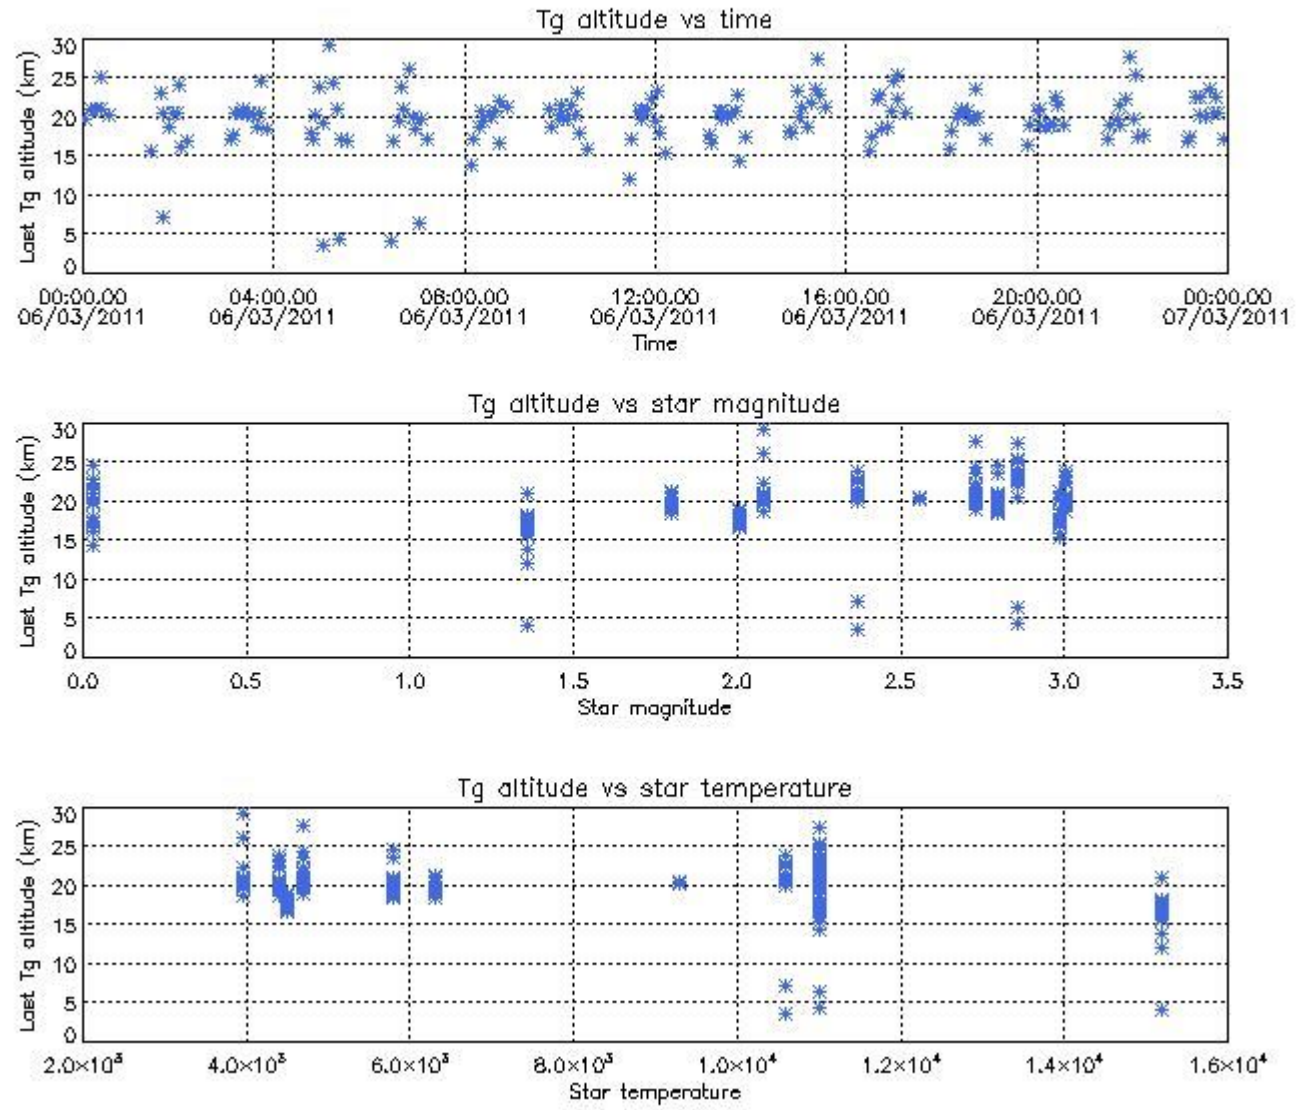 Tg altitude vs time
Last Tg altitude (km)
30
25
20
15
10
5
0
00:00.00 04:00.00 08:00.00 12:00.00 16:00.00 20:00.00 00:00.00
06/03/2011 06/03/2011 06/03/2011 06/03/2011 06/03/2011 06/03/2011 07/03/2011
Time
Tg altitude vs star magnitude
Last Tg altitude (km)
30
25
20
15
10
5
0
0.0 0.5 1.0 1.5 2.0 2.5 3.0 3.5
Star magnitude
Tg altitude vs star temperature
Last Tg altitude (km)
30
25
20
15
10
5
0
2.0×10³ 4.0×10³ 6.0×10³ 8.0×10³ 1.0×10⁴ 1.2×10⁴ 1.4×10⁴ 1.6×10⁴
Star temperature